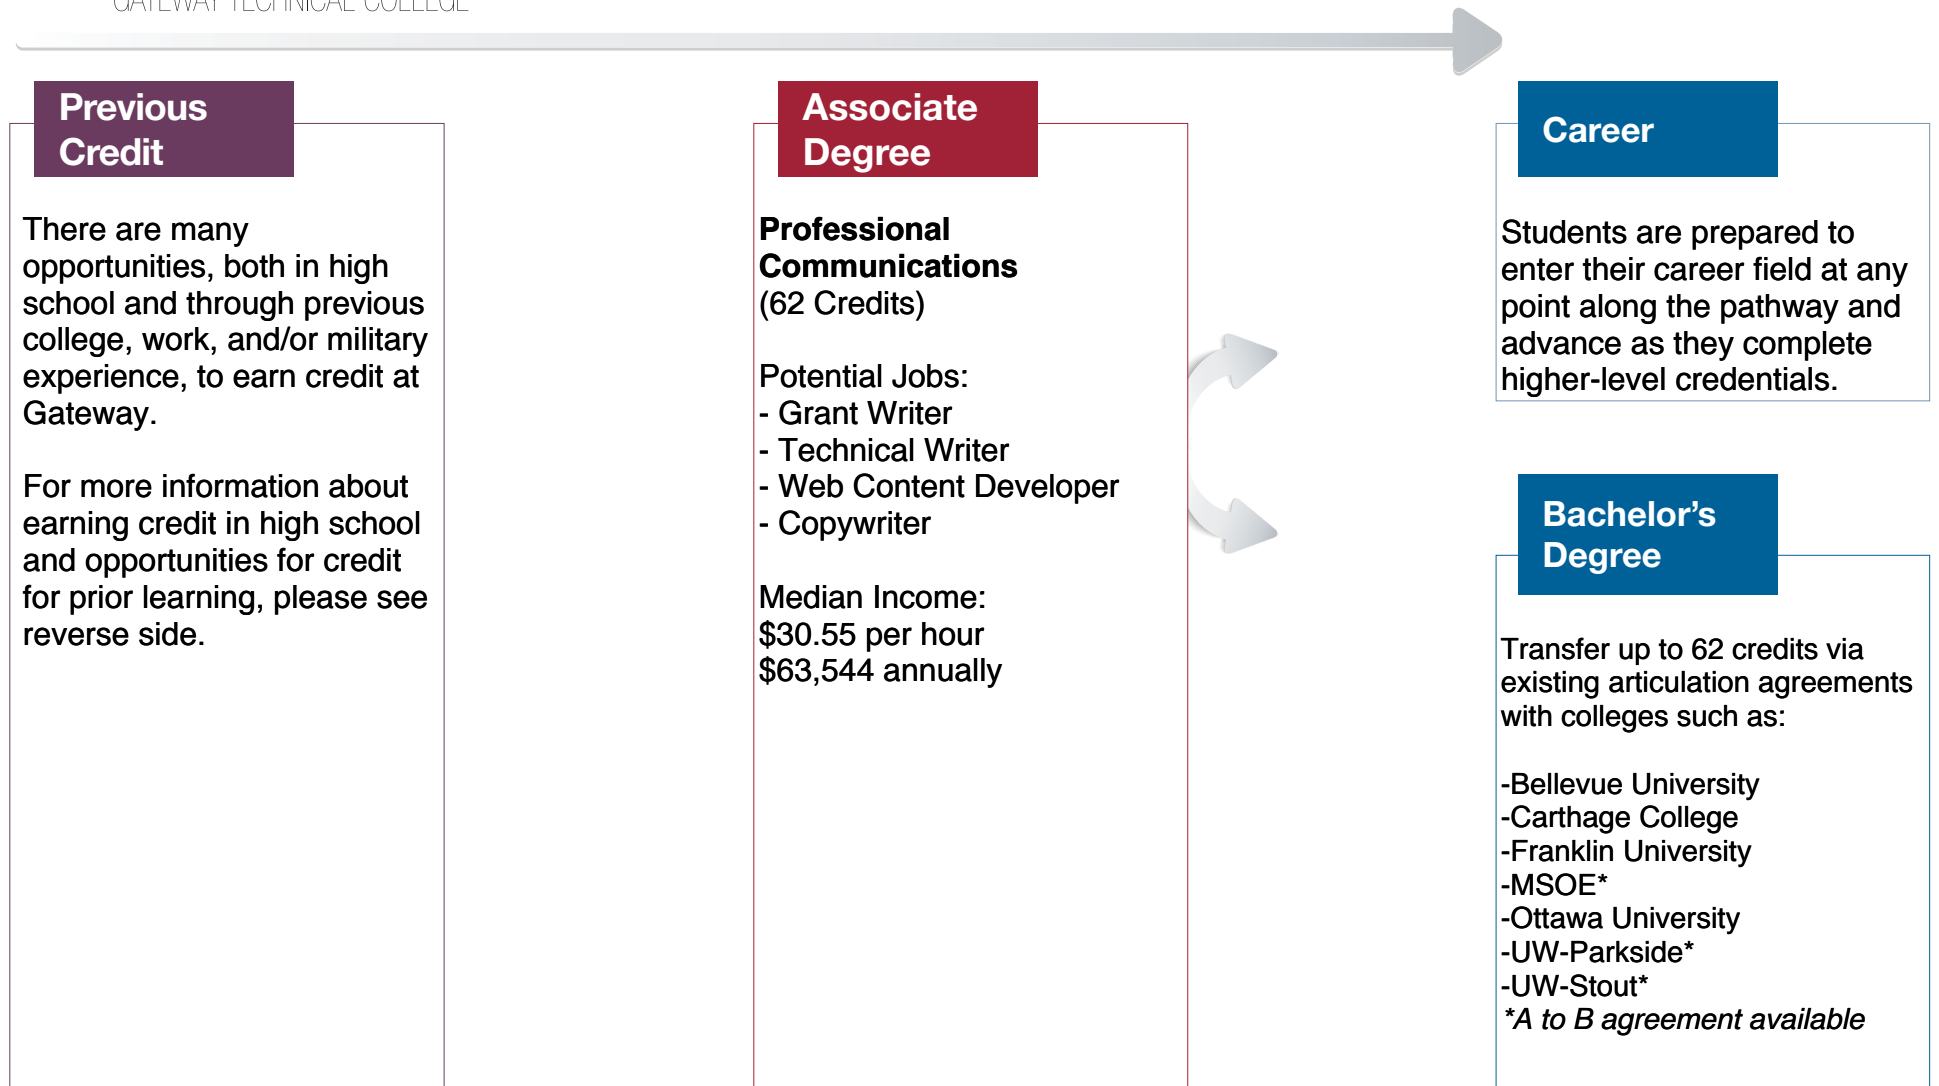 GATEWAY TECHNICAL COLLEGE
Previous
Credit
There are many
opportunities, both in high
school and through previous
college, work, and/or military
experience, to earn credit at
Gateway.
For more information about
earning credit in high school
and opportunities for credit
for prior learning, please see
reverse side.
Associate
Degree
Professional
Communications
(62 Credits)
Potential Jobs:
- Grant Writer
- Technical Writer
- Web Content Developer
- Copywriter
Median Income:
$30.55 per hour
$63,544 annually
Career
Students are prepared to
enter their career field at any
point along the pathway and
advance as they complete
higher-level credentials.
Bachelor’s
Degree
Transfer up to 62 credits via
existing articulation agreements
with colleges such as:
-Bellevue University
-Carthage College
-Franklin University
-MSOE*
-Ottawa University
-UW-Parkside*
-UW-Stout*
*A to B agreement available